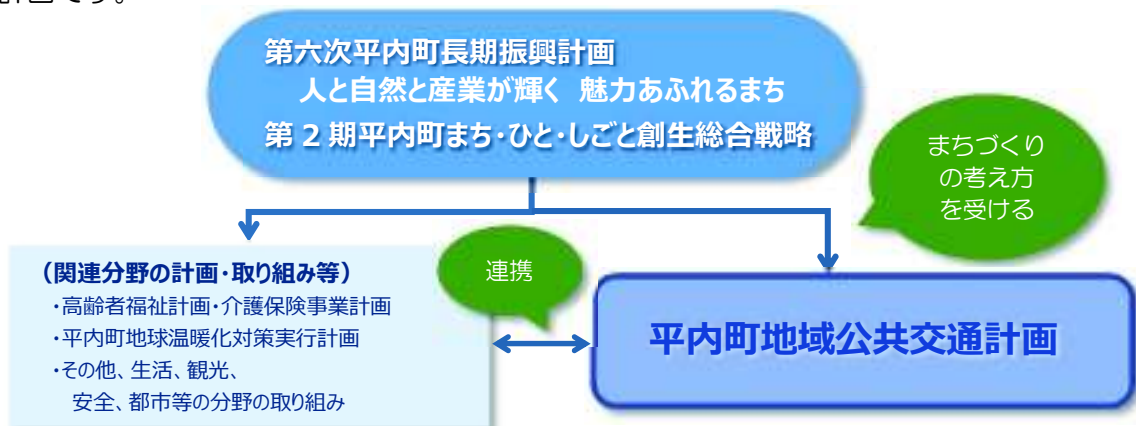 計画です。
第六次平内町長期振興計画
人と自然と産業が輝く 魅力あふれるまち
第２期平内町まち・ひと・しごと創生総合戦略
まちづくり
の考え方
を受ける
（関連分野の計画・取り組み等）
・高齢者福祉計画・介護保険事業計画
・平内町地球温暖化対策実行計画
・その他、生活、観光、
安全、都市等の分野の取り組み
連携
平内町地域公共交通計画